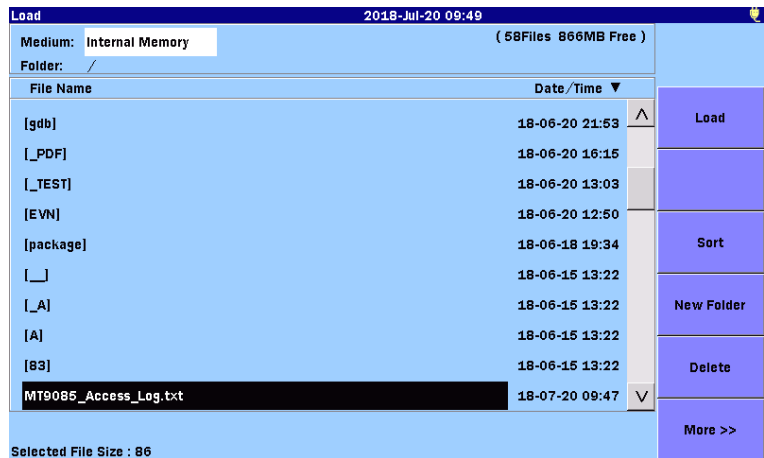 Load 2018-Jul-20 09:49
Medium: Internal Memory ( 58Files 866MB Free )
Folder: /
File Name Date/Time ▼
[gdb] 18-06-20 21:53
[_PDF] 18-06-20 16:15
[_TEST] 18-06-20 13:03
[EVN] 18-06-20 12:50
[package] 18-06-18 19:34
[__] 18-06-15 13:22
[_A] 18-06-15 13:22
[A] 18-06-15 13:22
[83] 18-06-15 13:22
MT9085_Access_Log.txt 18-07-20 09:47
Selected File Size : 86
Load
Sort
New Folder
Delete
More >>